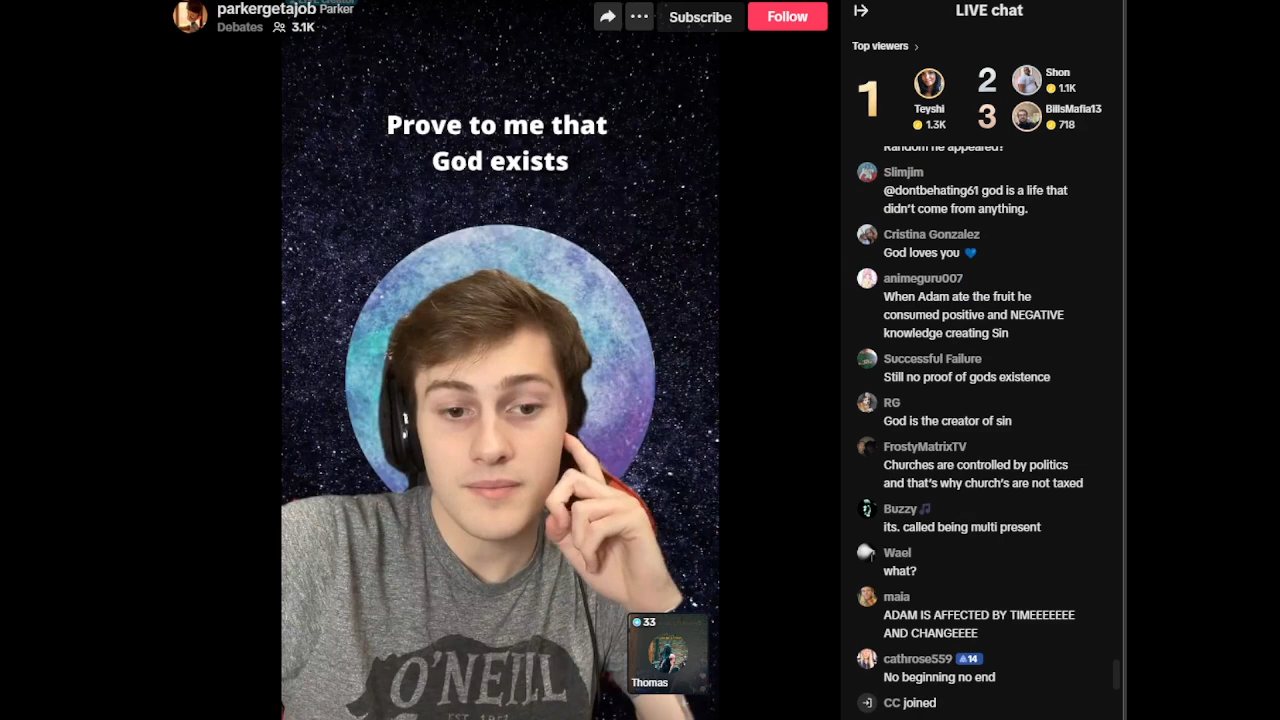 parkergetajob Parker
Debates 3.1K
Subscribe
Follow
Prove to me that
God exists
33
Thomas
O'NEILL
LIVE chat
Top viewers
1
Teyshi
1.3K
2
Shon
1.1K
3
BillsMafia13
718
Random he appeared?
Slimjim
@dontbehating61 god is a life that
didn't come from anything.
Cristina Gonzalez
God loves you 💙
animeguru007
When Adam ate the fruit he
consumed positive and NEGATIVE
knowledge creating Sin
Successful Failure
Still no proof of gods existence
RG
God is the creator of sin
FrostyMatrixTV
Churches are controlled by politics
and that's why church's are not taxed
Buzzy🎵
its. called being multi present
Wael
what?
maia
ADAM IS AFFECTED BY TIMEEEEEE
AND CHANGEEEE
cathrose559 14
No beginning no end
CC joined